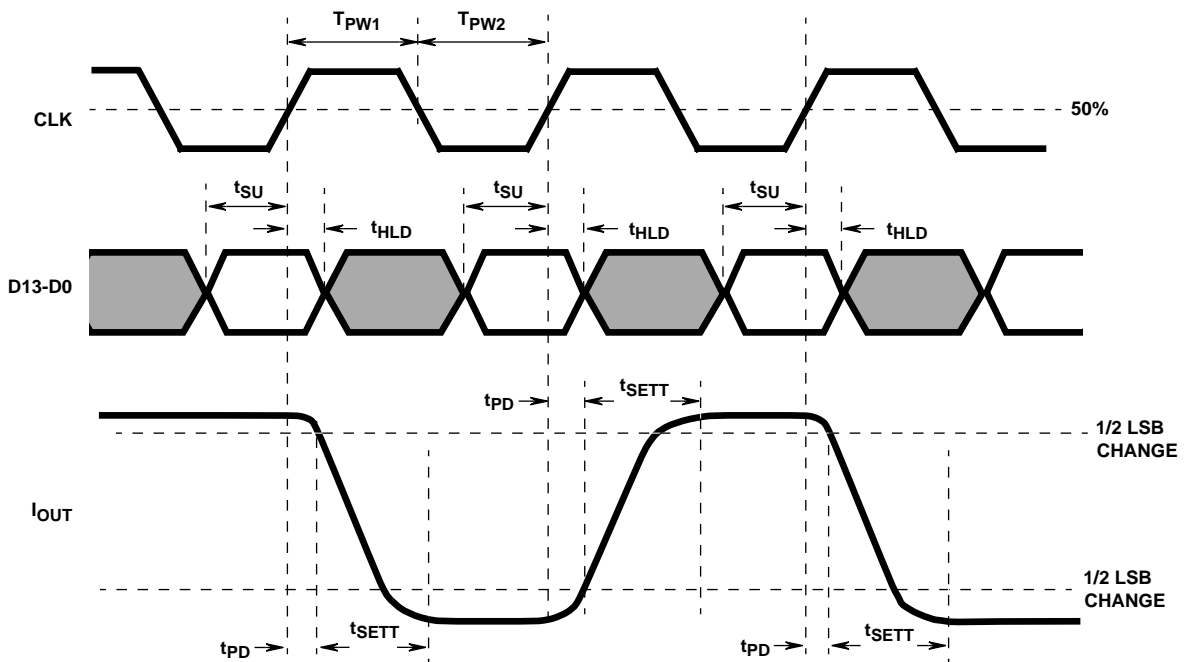 TPW1 TPW2
CLK
50%
tSU tSU tSU
tHLD tHLD tHLD
D13-D0
tPD tSETT
1/2 LSB
CHANGE
IOUT
1/2 LSB
CHANGE
tPD tSETT tPD tSETT